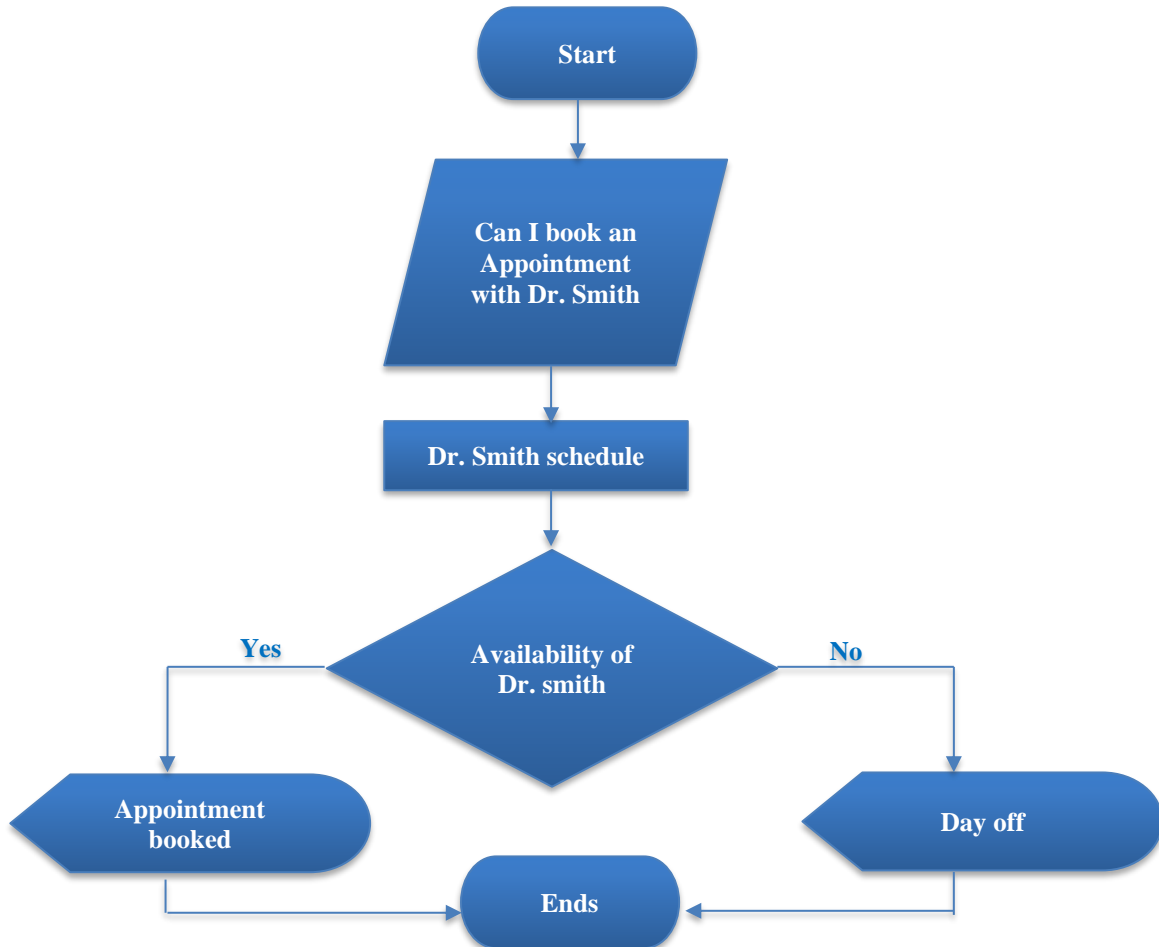 Start
Can I book an
Appointment
with Dr. Smith
Dr. Smith schedule
Availability of
Dr. smith
Yes
No
Appointment
booked
Day off
Ends